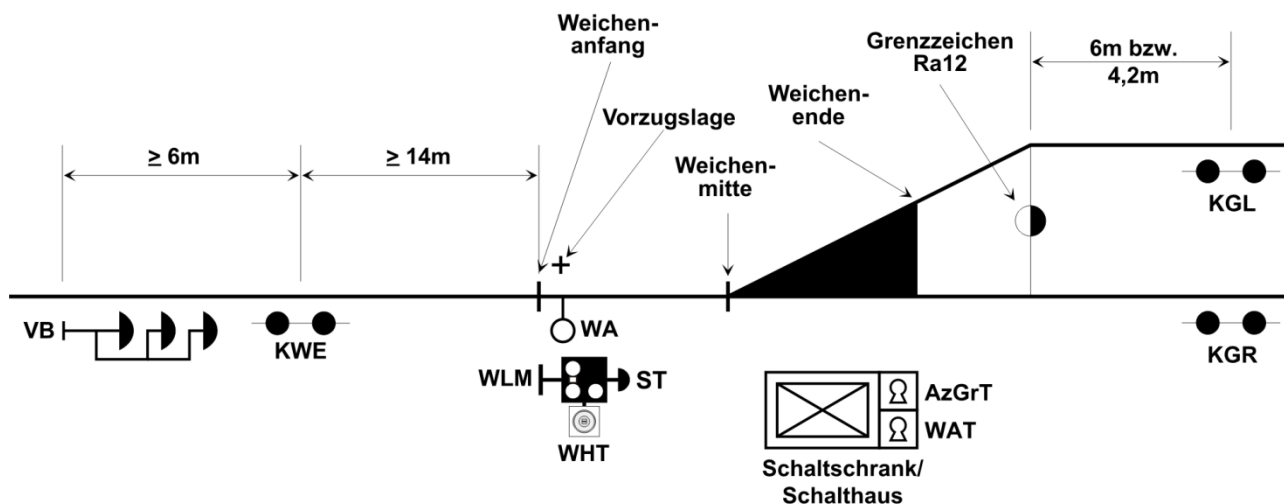 Weichen-
anfang
Grenzzeichen
Ra12
6m bzw.
4,2m
Weichen-
ende
Vorzugslage
≥ 6m
≥ 14m
Weichen-
mitte
KGL
+
VB
KWE
WA
KGR
WLM
ST
AzGrT
WAT
WHT
Schaltschrank/
Schalthaus